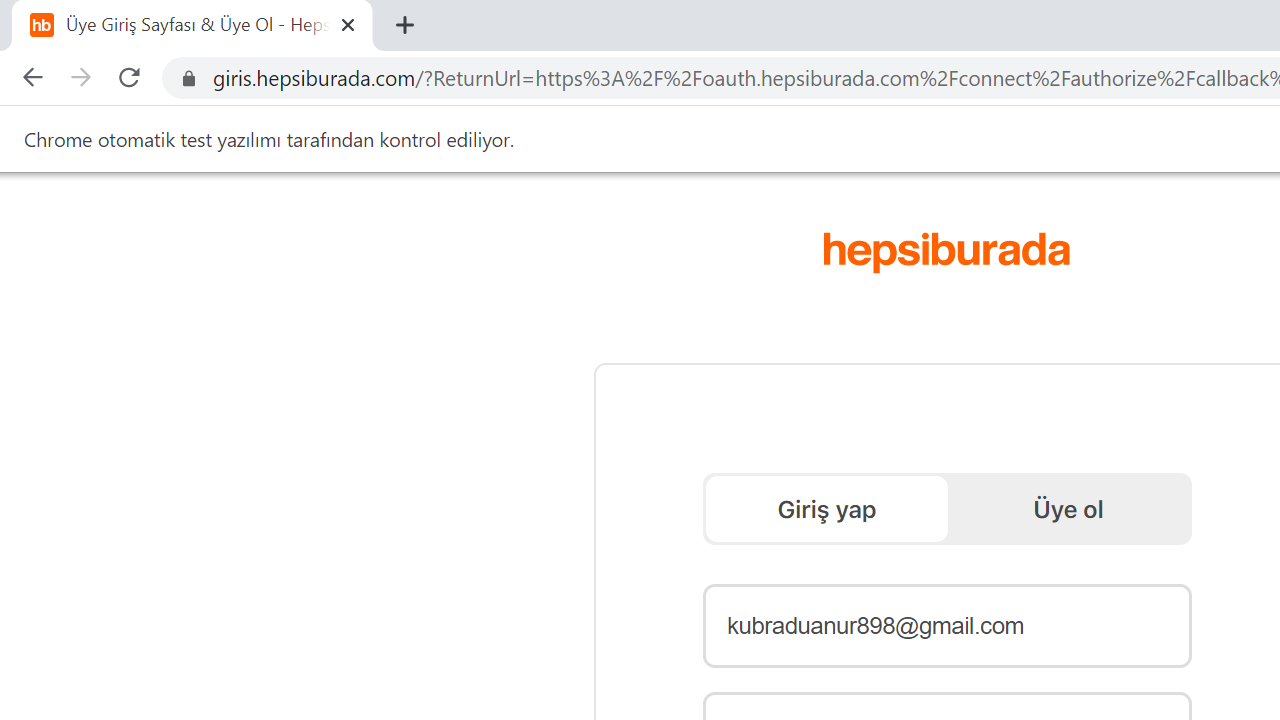 hb Üye Giriş Sayfası & Üye Ol - Heps
giris.hepsiburada.com/?ReturnUrl=https%3A%2F%2Foauth.hepsiburada.com%2Fconnect%2Fauthorize%2Fcallback%
Chrome otomatik test yazılımı tarafından kontrol ediliyor.
hepsiburada
Giriş yap Üye ol
kubraduanur898@gmail.com